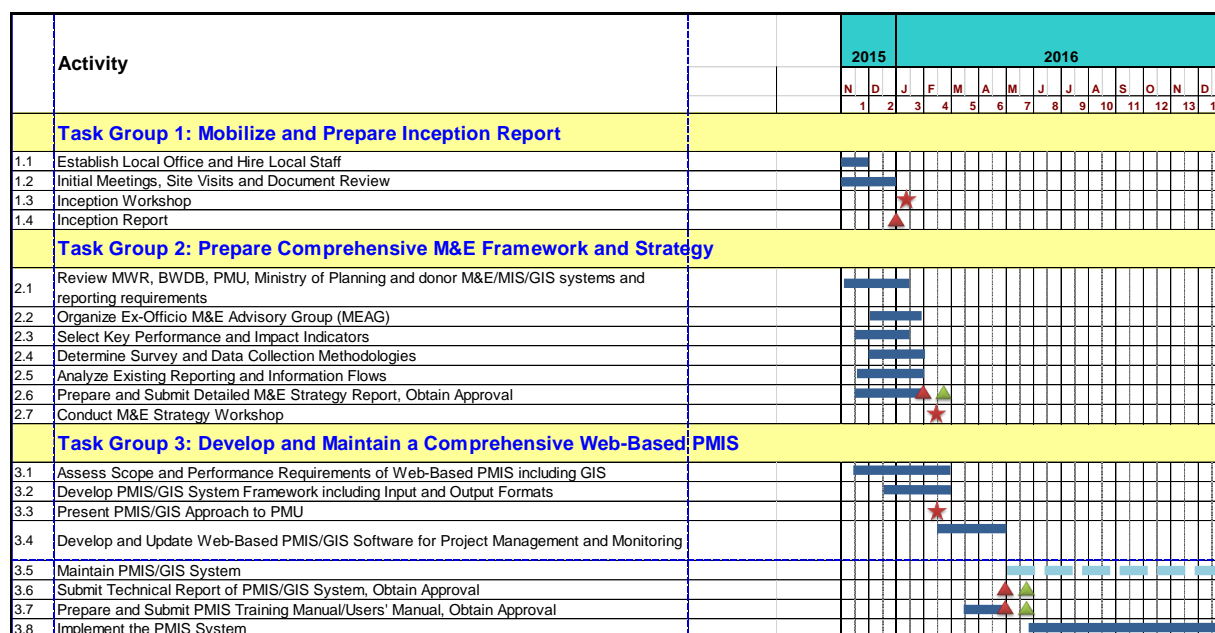 Activity
2015 2016
N D J F M A M J J A S O N D
1 2 3 4 5 6 7 8 9 10 11 12 13 1
Task Group 1: Mobilize and Prepare Inception Report
1.1 Establish Local Office and Hire Local Staff
1.2 Initial Meetings, Site Visits and Document Review
1.3 Inception Workshop
1.4 Inception Report
Task Group 2: Prepare Comprehensive M&E Framework and Strategy
2.1 Review MWR, BWDB, PMU, Ministry of Planning and donor M&E/MIS/GIS systems and
reporting requirements
2.2 Organize Ex-Officio M&E Advisory Group (MEAG)
2.3 Select Key Performance and Impact Indicators
2.4 Determine Survey and Data Collection Methodologies
2.5 Analyze Existing Reporting and Information Flows
2.6 Prepare and Submit Detailed M&E Strategy Report, Obtain Approval
2.7 Conduct M&E Strategy Workshop
Task Group 3: Develop and Maintain a Comprehensive Web-Based PMIS
3.1 Assess Scope and Performance Requirements of Web-Based PMIS including GIS
3.2 Develop PMIS/GIS System Framework including Input and Output Formats
3.3 Present PMIS/GIS Approach to PMU
3.4 Develop and Update Web-Based PMIS/GIS Software for Project Management and Monitoring
3.5 Maintain PMIS/GIS System
3.6 Submit Technical Report of PMIS/GIS System, Obtain Approval
3.7 Prepare and Submit PMIS Training Manual/Users' Manual, Obtain Approval
3.8 Implement the PMIS System